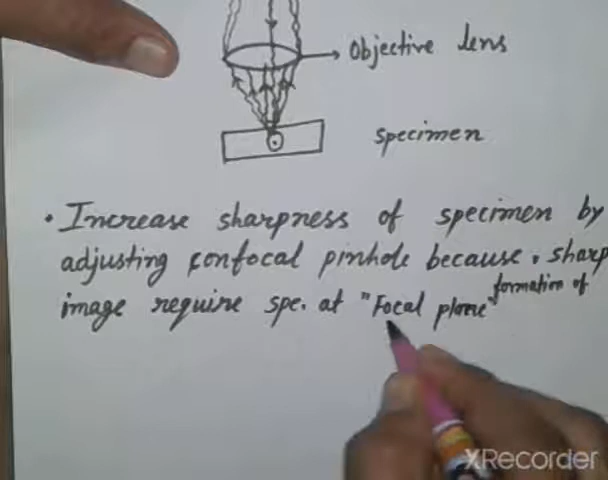 Objective lens
specimen
• Increase sharpness of specimen by
adjusting confocal pinhole because • sharp
formation of
image require spe. at "Focal plane"
XRecorder